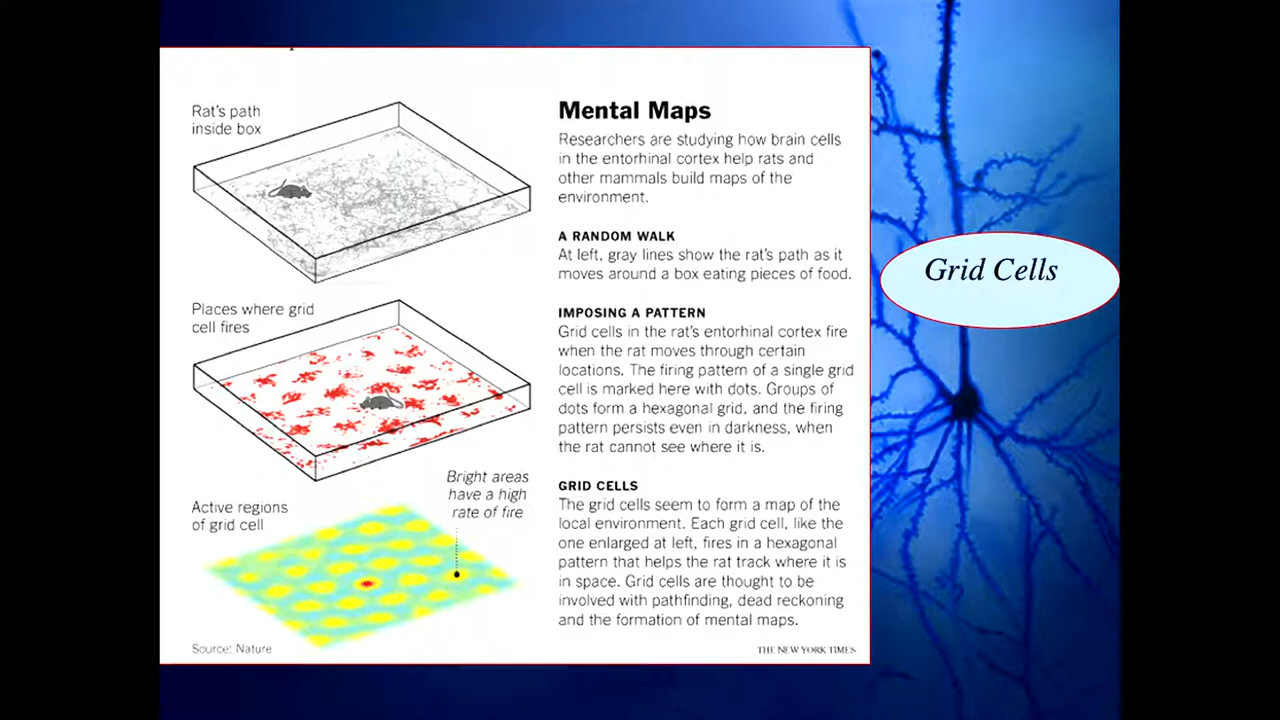 Rat's path
inside box
Places where grid
cell fires
Active regions
of grid cell
Bright areas
have a high
rate of fire
Source: Nature
Mental Maps
Researchers are studying how brain cells
in the entorhinal cortex help rats and
other mammals build maps of the
environment.
A RANDOM WALK
At left, gray lines show the rat's path as it
moves around a box eating pieces of food.
IMPOSING A PATTERN
Grid cells in the rat's entorhinal cortex fire
when the rat moves through certain
locations. The firing pattern of a single grid
cell is marked here with dots. Groups of
dots form a hexagonal grid, and the firing
pattern persists even in darkness, when
the rat cannot see where it is.
GRID CELLS
The grid cells seem to form a map of the
local environment. Each grid cell, like the
one enlarged at left, fires in a hexagonal
pattern that helps the rat track where it is
in space. Grid cells are thought to be
involved with pathfinding, dead reckoning
and the formation of mental maps.
THE NEW YORK TIMES
Grid Cells